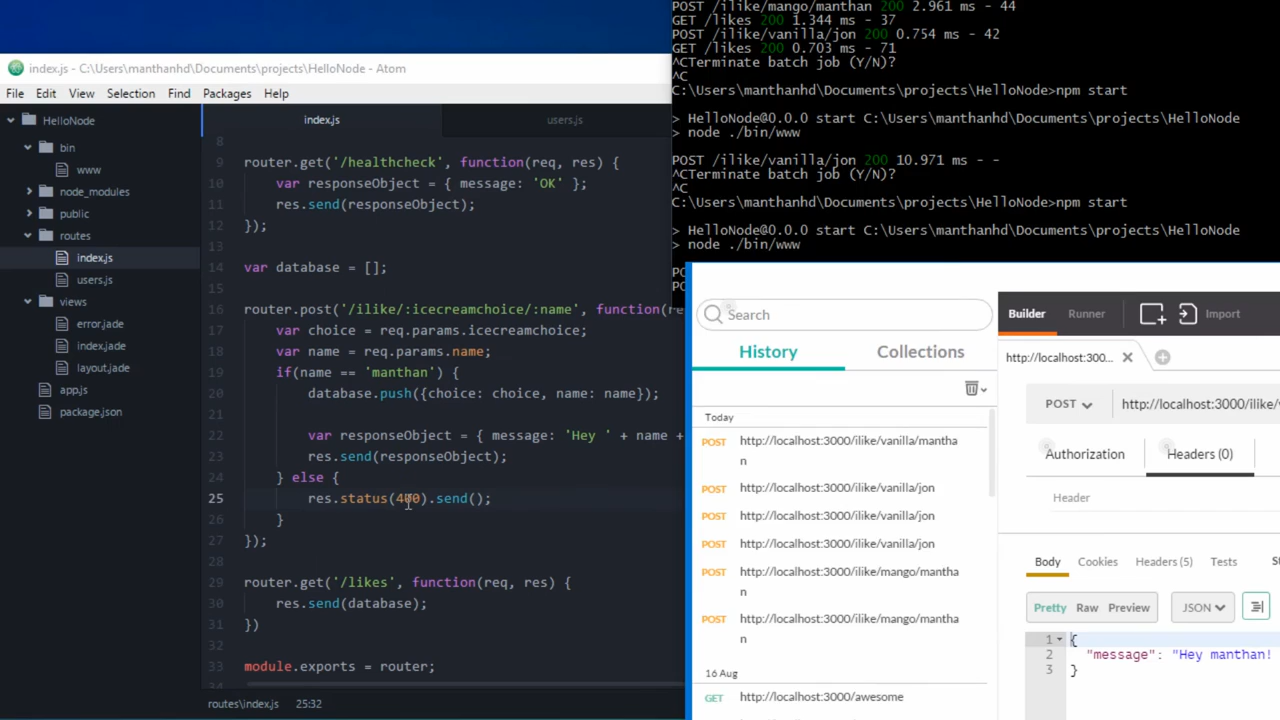 POST /ilike/mango/manthan 200 2.961 ms - 44
GET /likes 200 1.344 ms - 37
POST /ilike/vanilla/jon 200 0.754 ms - 42
GET /likes 200 0.703 ms - 71
^CTerminate batch job (Y/N)?
^C
C:\Users\manthanhd\Documents\projects\HelloNode>npm start
> HelloNode@0.0.0 start C:\Users\manthanhd\Documents\projects\HelloNode
> node ./bin/www
POST /ilike/vanilla/jon 200 10.971 ms - -
^CTerminate batch job (Y/N)?
^C
C:\Users\manthanhd\Documents\projects\HelloNode>npm start
> HelloNode@0.0.0 start C:\Users\manthanhd\Documents\projects\HelloNode
> node ./bin/www
index.js - C:\Users\manthanhd\Documents\projects\HelloNode - Atom
File Edit View Selection Find Packages Help
HelloNode
bin
www
node_modules
public
routes
index.js
users.js
views
error.jade
index.jade
layout.jade
app.js
package.json
index.js users.js
8
9 router.get('/healthcheck', function(req, res) {
10 var responseObject = { message: 'OK' };
11 res.send(responseObject);
12 });
13
14 var database = [];
15
16 router.post('/ilike/:icecreamchoice/:name', function(re
17 var choice = req.params.icecreamchoice;
18 var name = req.params.name;
19 if(name == 'manthan') {
20 database.push({choice: choice, name: name});
21
22 var responseObject = { message: 'Hey ' + name +
23 res.send(responseObject);
24 } else {
25 res.status(400).send();
26 }
27 });
28
29 router.get('/likes', function(req, res) {
30 res.send(database);
31 })
32
33 module.exports = router;
34
routes\index.js 25:32
Search
History Collections
Today
POST http://localhost:3000/ilike/vanilla/mantha
n
POST http://localhost:3000/ilike/vanilla/jon
POST http://localhost:3000/ilike/vanilla/jon
POST http://localhost:3000/ilike/vanilla/jon
POST http://localhost:3000/ilike/mango/mantha
n
POST http://localhost:3000/ilike/mango/mantha
n
16 Aug
GET http://localhost:3000/awesome
Builder Runner Import
http://localhost:300...
POST http://localhost:3000/ilike/
Authorization Headers (0)
Header
Body Cookies Headers (5) Tests
Pretty Raw Preview JSON
1 {
2 "message": "Hey manthan!
3 }